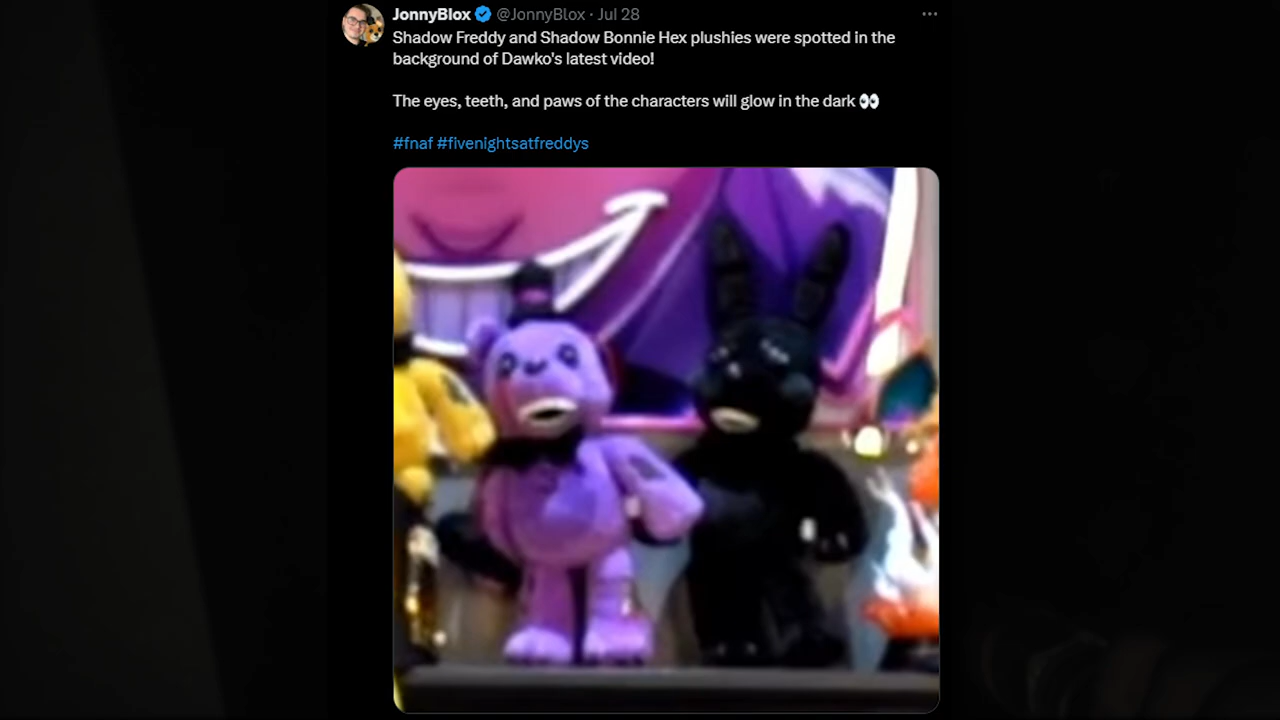 JonnyBlox @JonnyBlox · Jul 28
Shadow Freddy and Shadow Bonnie Hex plushies were spotted in the
background of Dawko's latest video!
The eyes, teeth, and paws of the characters will glow in the dark 👀
#fnaf #fivenightsatfreddys